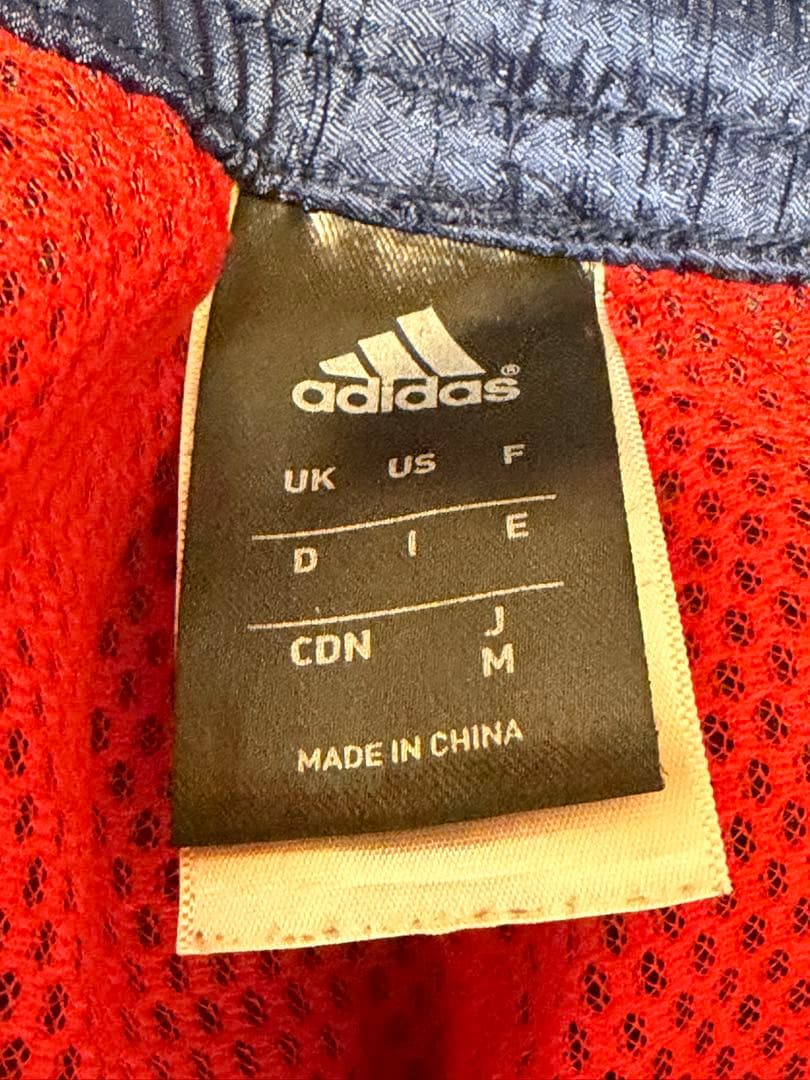 adidas®
UK US F
D I E
CDN J
M
MADE IN CHINA